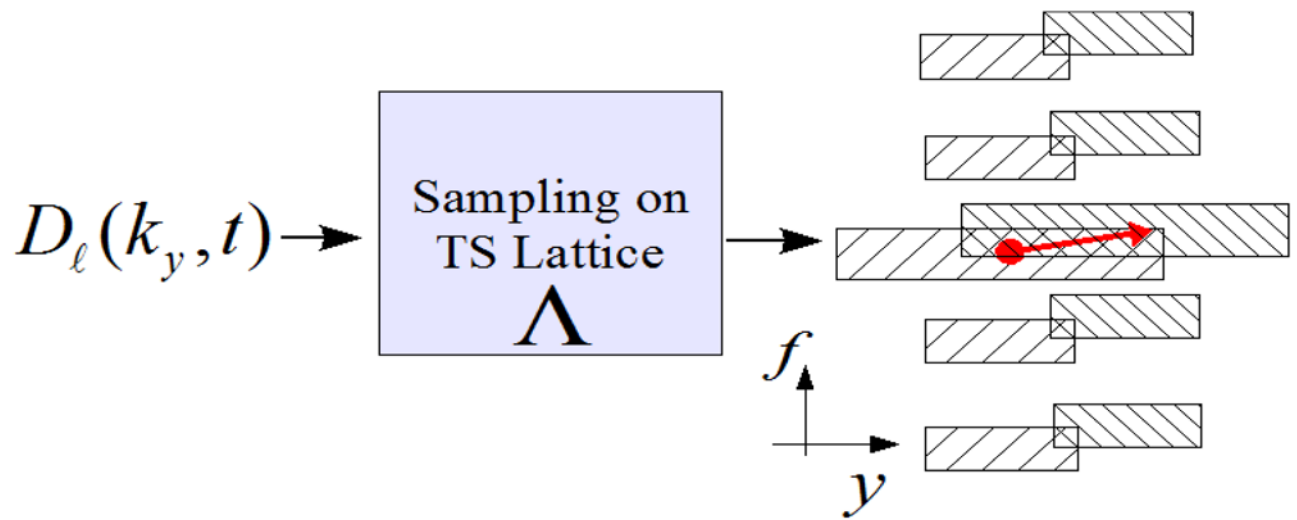 D_ℓ(k_y, t)
Sampling on
TS Lattice
Λ
f
y